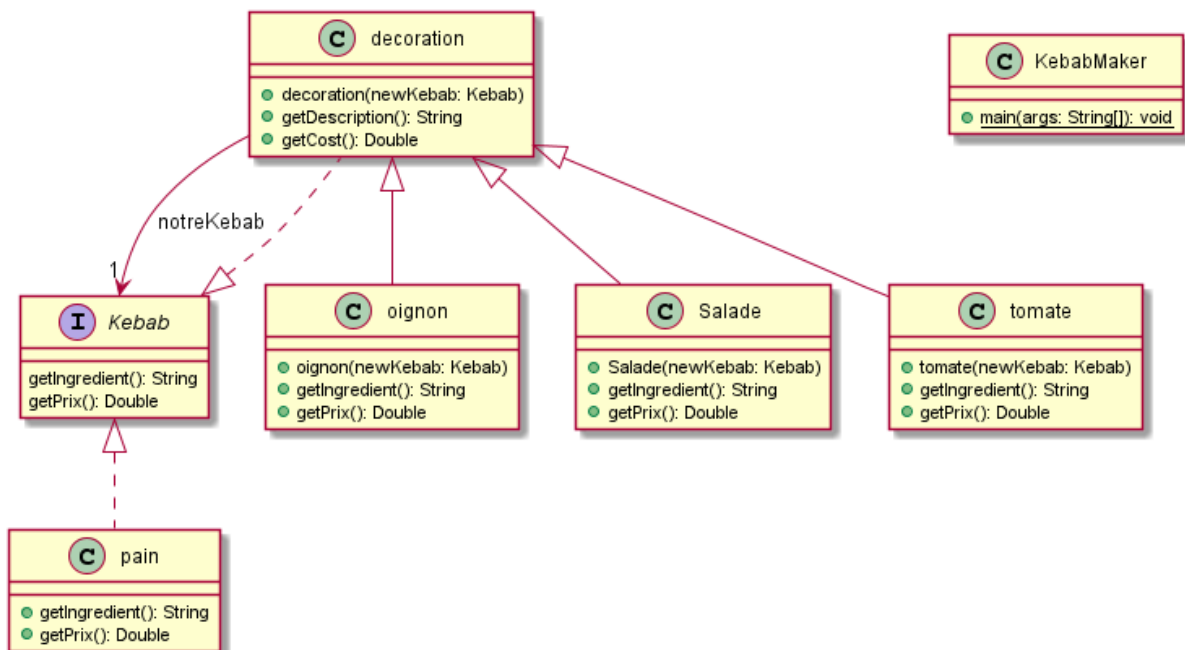 C decoration
decoration(newKebab: Kebab)
getDescription(): String
getCost(): Double
C KebabMaker
main(args: String[]): void
notreKebab
1
I Kebab
getIngredient(): String
getPrix(): Double
C oignon
oignon(newKebab: Kebab)
getIngredient(): String
getPrix(): Double
C Salade
Salade(newKebab: Kebab)
getIngredient(): String
getPrix(): Double
C tomate
tomate(newKebab: Kebab)
getIngredient(): String
getPrix(): Double
C pain
getIngredient(): String
getPrix(): Double